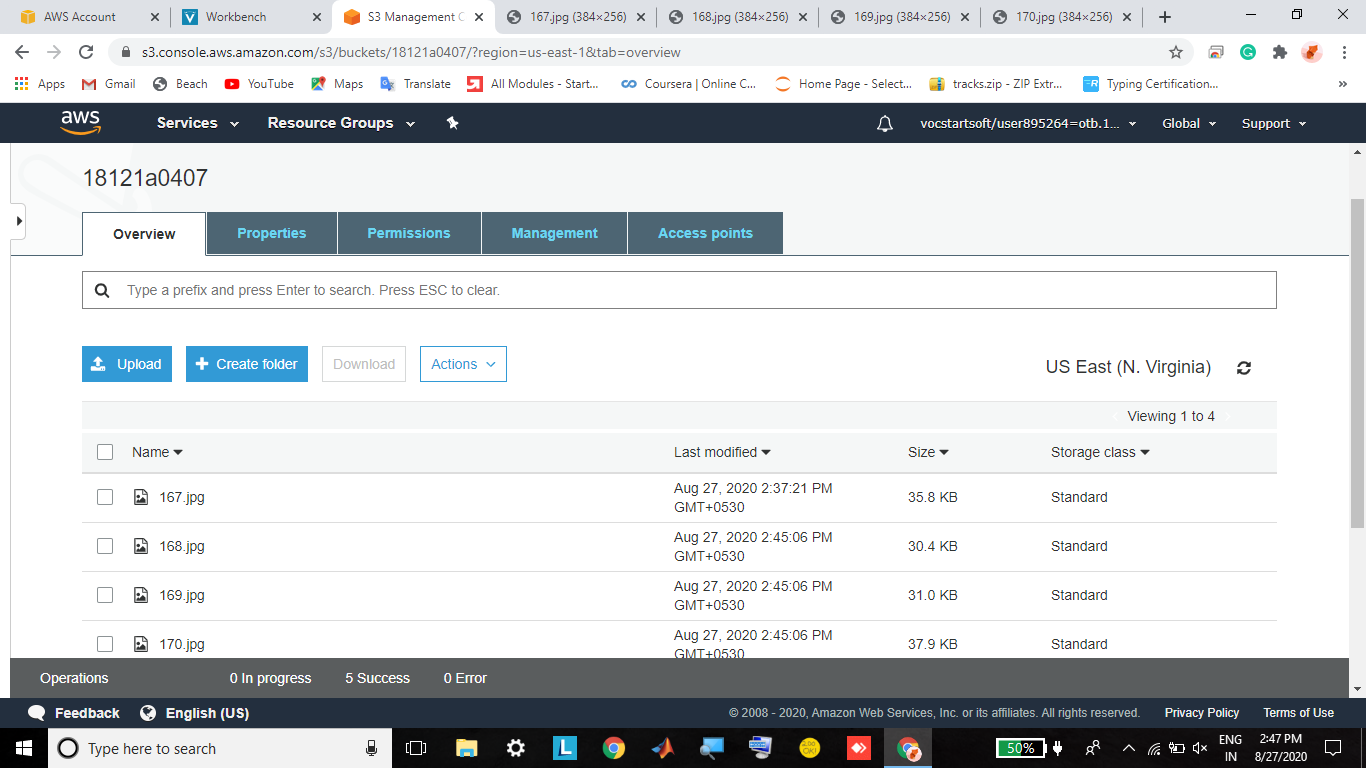 AWS Account
Workbench
S3 Management C
167.jpg (384×256)
168.jpg (384×256)
169.jpg (384×256)
170.jpg (384×256)
s3.console.aws.amazon.com/s3/buckets/18121a0407/?region=us-east-1&tab=overview
Apps
Gmail
Beach
YouTube
Maps
Translate
All Modules - Start...
Coursera | Online C...
Home Page - Select...
tracks.zip - ZIP Extr...
Typing Certification...
aws
Services
Resource Groups
vocstartsoft/user895264=otb.1...
Global
Support
18121a0407
Overview
Properties
Permissions
Management
Access points
Type a prefix and press Enter to search. Press ESC to clear.
Upload
Create folder
Download
Actions
US East (N. Virginia)
Viewing 1 to 4
Name
Last modified
Size
Storage class
167.jpg
Aug 27, 2020 2:37:21 PM
GMT+0530
35.8 KB
Standard
168.jpg
Aug 27, 2020 2:45:06 PM
GMT+0530
30.4 KB
Standard
169.jpg
Aug 27, 2020 2:45:06 PM
GMT+0530
31.0 KB
Standard
170.jpg
Aug 27, 2020 2:45:06 PM
GMT+0530
37.9 KB
Standard
Operations
0 In progress
5 Success
0 Error
Feedback
English (US)
© 2008 - 2020, Amazon Web Services, Inc. or its affiliates. All rights reserved.
Privacy Policy
Terms of Use
Type here to search
L
50%
ENG
IN
2:47 PM
8/27/2020